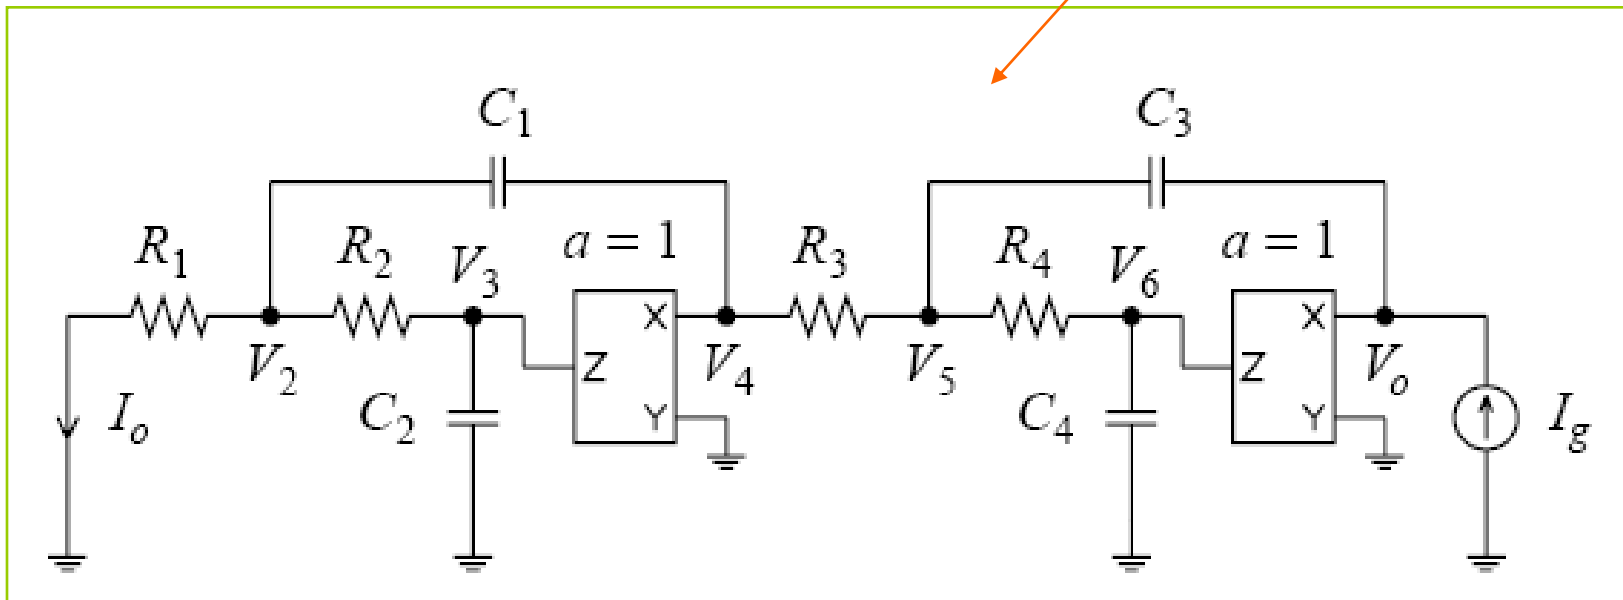 C1 C3
R1 R2 V3 a = 1 R3 R4 V6 a = 1
X X
V2 Z V4 V5 Z Vo
Io C2 Y C4 Y Ig